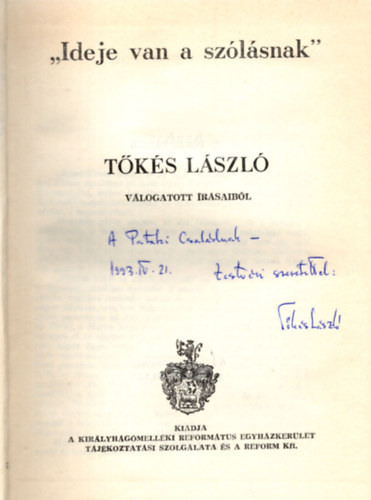 „Ideje van a szólásnak"
TŐKÉS LÁSZLÓ
VÁLOGATOTT ÍRÁSAIBÓL
A Pataki Családnak –
1993. IV. 21. Testvéri szeretettel:
Tőkés László
KIADJA
A KIRÁLYHÁGÓMELLÉKI REFORMÁTUS EGYHÁZKERÜLET
TÁJÉKOZTATÁSI SZOLGÁLATA ÉS A REFORM Kft.